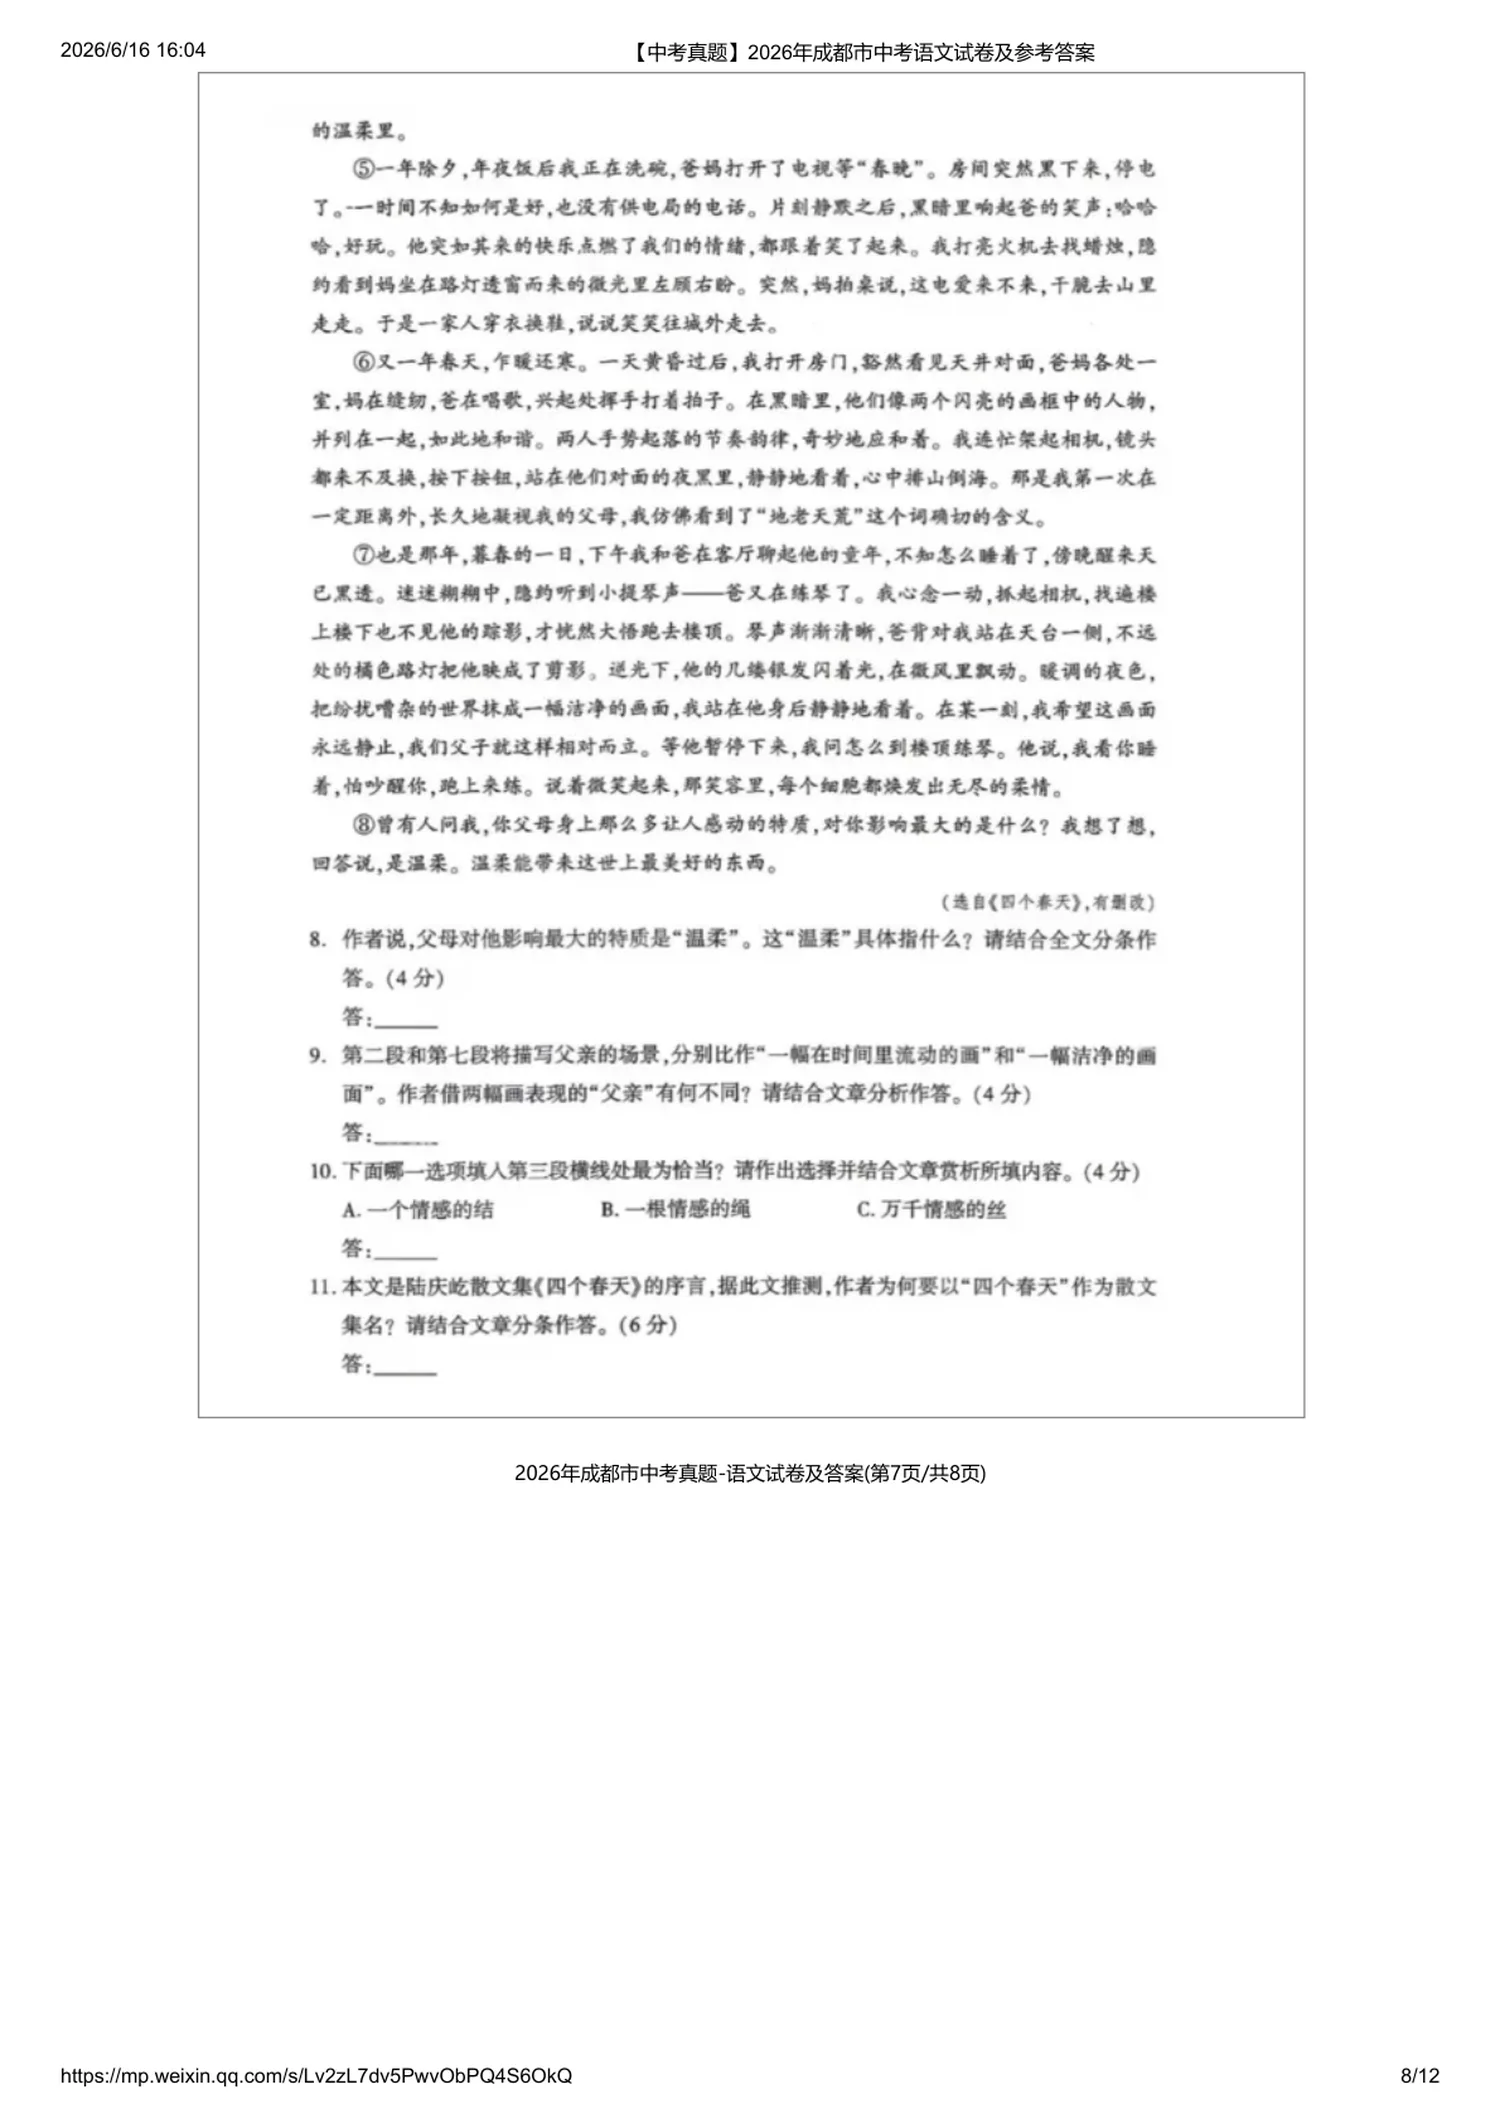 2026/6/16 16:04
【中考真题】2026年成都市中考语文试卷及参考答案
的温柔里。
⑤一年除夕,年夜饭后我正在洗碗,爸妈打开了电视等“春晚”。房间突然黑下来,停电
了。一时间不知如何是好,也没有供电局的电话。片刻静默之后,黑暗里响起爸的笑声:哈哈
哈,好玩。他突如其来的快乐点燃了我们的情绪,都跟着笑了起来。我打亮火机去找蜡烛,隐
约看到妈坐在路灯透窗而来的微光里左顾右盼。突然,妈拍桌说,这电爱来不来,干脆去山里
走走。于是一家人穿衣换鞋,说说笑笑往城外走去。
⑥又一年春天,乍暖还寒。一天黄昏过后,我打开房门,豁然看见天井对面,爸妈各处一
室,妈在缝纫,爸在唱歌,兴起处挥手打着拍子。在黑暗里,他们像两个闪亮的画框中的人物,
并列在一起,如此地和谐。两人手势起落的节奏韵律,奇妙地应和着。我连忙架起相机,镜头
都来不及换,按下按钮,站在他们对面的夜黑里,静静地看着,心中排山倒海。那是我第一次在
一定距离外,长久地凝视我的父母,我仿佛看到了“地老天荒”这个词确切的含义。
⑦也是那年,暮春的一日,下午我和爸在客厅聊起他的童年,不知怎么睡着了,傍晚醒来天
已黑透。迷迷糊糊中,隐约听到小提琴声——爸又在练琴了。我心念一动,抓起相机,找遍楼
上楼下也不见他的踪影,才恍然大悟跑去楼顶。琴声渐渐清晰,爸背对我站在天台一侧,不远
处的橘色路灯把他映成了剪影。逆光下,他的几缕银发闪着光,在微风里飘动。暖调的夜色,
把纷扰嘈杂的世界抹成一幅洁净的画面,我站在他身后静静地看着。在某一刻,我希望这画面
永远静止,我们父子就这样相对而立。等他暂停下来,我问怎么到楼顶练琴。他说,我看你睡
着,怕吵醒你,跑上来练。说着微笑起来,那笑容里,每个细胞都焕发出无尽的柔情。
⑧曾有人问我,你父母身上那么多让人感动的特质,对你影响最大的是什么?我想了想,
回答说,是温柔。温柔能带来这世上最美好的东西。
(选自《四个春天》,有删改)
8. 作者说,父母对他影响最大的特质是“温柔”。这“温柔”具体指什么?请结合全文分条作
答。(4 分)
答:______
9. 第二段和第七段将描写父亲的场景,分别比作“一幅在时间里流动的画”和“一幅洁净的画
面”。作者借两幅画表现的“父亲”有何不同?请结合文章分析作答。(4 分)
答:______
10. 下面哪一选项填入第三段横线处最为恰当?请作出选择并结合文章赏析所填内容。(4 分)
A. 一个情感的结 B. 一根情感的绳 C. 万千情感的丝
答:______
11. 本文是陆庆屹散文集《四个春天》的序言,据此文推测,作者为何要以“四个春天”作为散文
集名?请结合文章分条作答。(6 分)
答:______
2026年成都市中考真题-语文试卷及答案(第7页/共8页)
https://mp.weixin.qq.com/s/Lv2zL7dv5PwvObPQ4S6OkQ
8/12